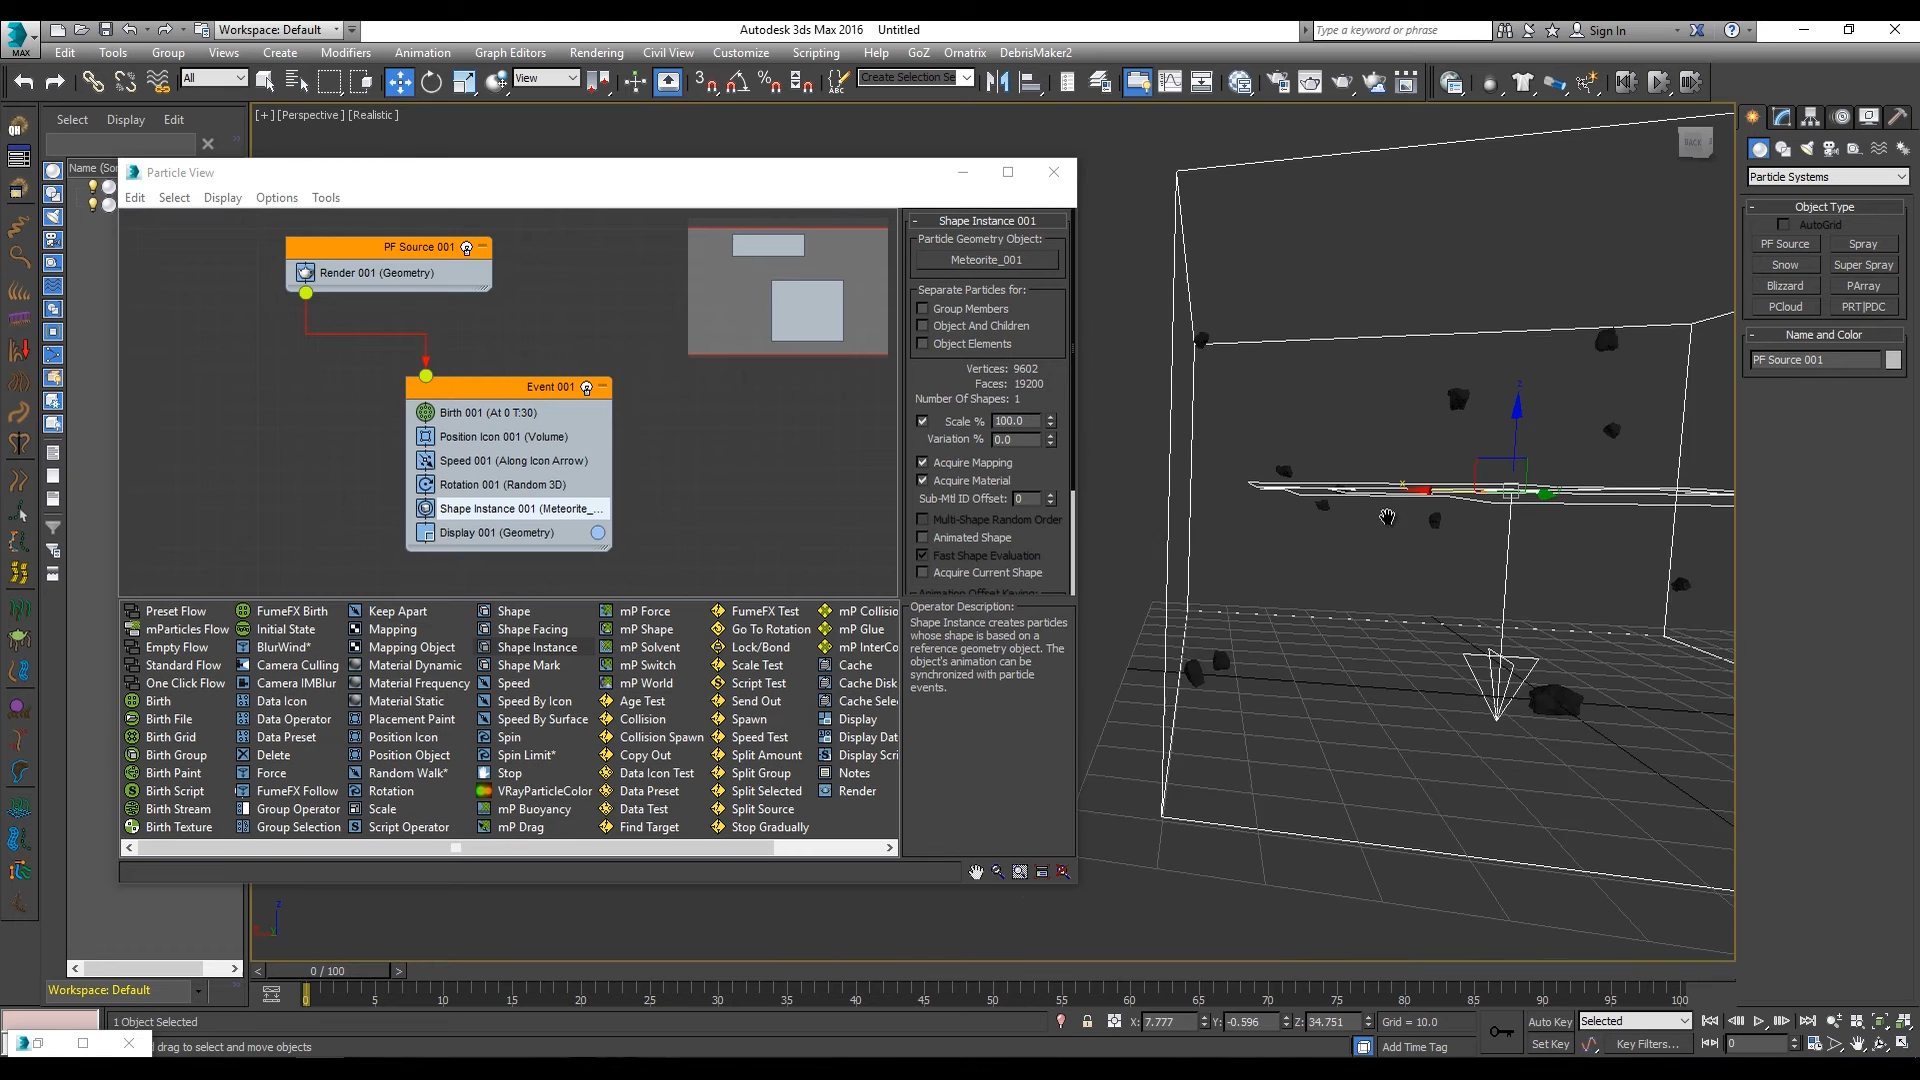 Workspace: Default
Autodesk 3ds Max 2016 Untitled
Type a keyword or phrase
Sign In
MAX
Edit Tools Group Views Create Modifiers Animation Graph Editors Rendering Civil View Customize Scripting Help GoZ Ornatrix DebrisMaker2
All
View
Create Selection Se
Select Display Edit
[+] [Perspective] [Realistic]
BACK
Name (Sor
Particle View
Edit Select Display Options Tools
PF Source 001
Render 001 (Geometry)
Event 001
Birth 001 (At 0 T:30)
Position Icon 001 (Volume)
Speed 001 (Along Icon Arrow)
Rotation 001 (Random 3D)
Shape Instance 001 (Meteorite_...
Display 001 (Geometry)
Shape Instance 001
Particle Geometry Object:
Meteorite_001
Separate Particles for:
Group Members
Object And Children
Object Elements
Vertices: 9602
Faces: 19200
Number Of Shapes: 1
Scale % 100.0
Variation % 0.0
Acquire Mapping
Acquire Material
Sub-Mtl ID Offset: 0
Multi-Shape Random Order
Animated Shape
Fast Shape Evaluation
Acquire Current Shape
Animation Offset Keying:
Operator Description:
Shape Instance creates particles
whose shape is based on a
reference geometry object. The
object's animation can be
synchronized with particle
events.
Preset Flow FumeFX Birth Keep Apart Shape mP Force FumeFX Test mP Collisio
mParticles Flow Initial State Mapping Shape Facing mP Shape Go To Rotation mP Glue
Empty Flow BlurWind* Mapping Object Shape Instance mP Solvent Lock/Bond mP InterCo
Standard Flow Camera Culling Material Dynamic Shape Mark mP Switch Scale Test Cache
One Click Flow Camera IMBlur Material Frequency Speed mP World Script Test Cache Disk
Birth Data Icon Material Static Speed By Icon Age Test Send Out Cache Sele
Birth File Data Operator Placement Paint Speed By Surface Collision Spawn Display
Birth Grid Data Preset Position Icon Spin Collision Spawn Speed Test Display Dat
Birth Group Delete Position Object Spin Limit* Copy Out Split Amount Display Scri
Birth Paint Force Random Walk* Stop Data Icon Test Split Group Notes
Birth Script FumeFX Follow Rotation VRayParticleColor Data Preset Split Selected Render
Birth Stream Group Operator Scale mP Buoyancy Data Test Split Source
Birth Texture Group Selection Script Operator mP Drag Find Target Stop Gradually
Particle Systems
Object Type
AutoGrid
PF Source Spray
Snow Super Spray
Blizzard PArray
PCloud PRT|PDC
Name and Color
PF Source 001
z
x
z
0 / 100
Workspace: Default
0 5 10 15 20 25 30 35 40 45 50 55 60 65 70 75 80 85 90 95 100
1 Object Selected
X: 7.777 Y: -0.596 Z: 34.751 Grid = 10.0
Auto Key Selected
drag to select and move objects
Add Time Tag
Set Key Key Filters... 0